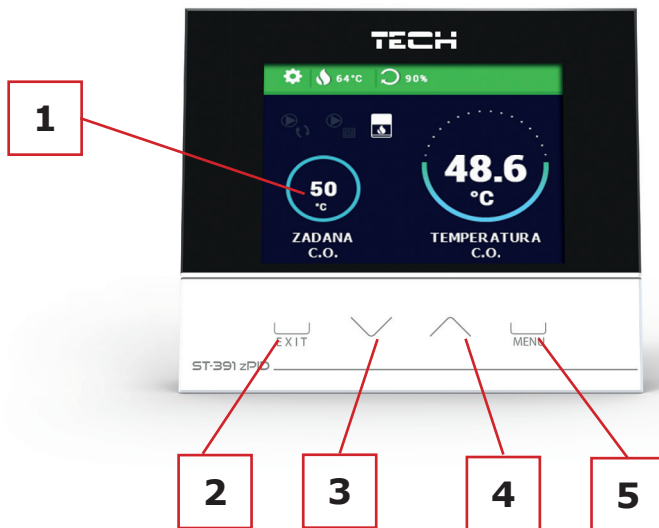 TECH
64°C 90%
1
50
°C
48.6
°C
ZADANA
C.O.
TEMPERATURA
C.O.
EXIT
MENU
ST-391 zPID
2
3
4
5